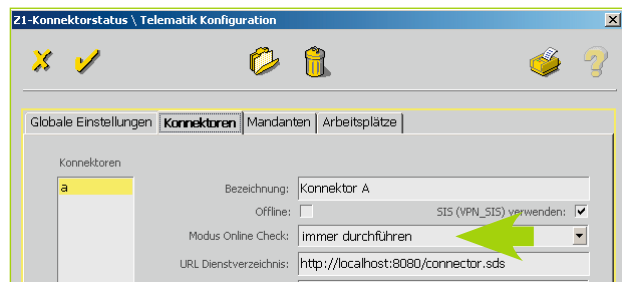 Z1-Konnektorstatus \ Telematik Konfiguration
Globale Einstellungen Konnektoren Mandanten Arbeitsplätze
Konnektoren
a
Bezeichnung: Konnektor A
Offline: SIS (VPN_SIS) verwenden:
Modus Online Check: immer durchführen
URL Dienstverzeichnis: http://localhost:8080/connector.sds